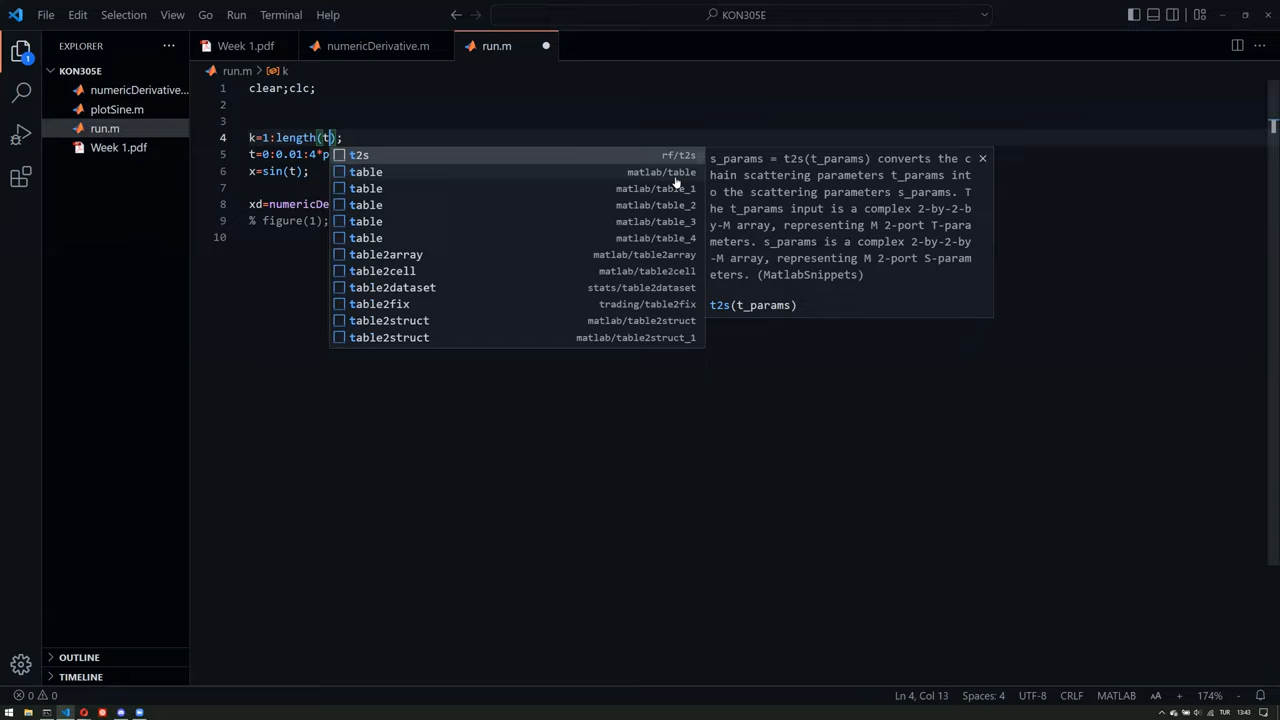 File Edit Selection View Go Run Terminal Help
KON305E
EXPLORER
Week 1.pdf
numericDerivative.m
run.m
KON305E
run.m > k
numericDerivative...
plotSine.m
run.m
Week 1.pdf
1 clear;clc;
2
3
4 k=1:length(t);
5 t=0:0.01:4*p
6 x=sin(t);
7
8 xd=numericDe
9 % figure(1);
10
t2s rf/t2s
table matlab/table
table matlab/table_1
table matlab/table_2
table matlab/table_3
table matlab/table_4
table2array matlab/table2array
table2cell matlab/table2cell
table2dataset stats/table2dataset
table2fix trading/table2fix
table2struct matlab/table2struct
table2struct matlab/table2struct_1
s_params = t2s(t_params) converts the c
hain scattering parameters t_params int
o the scattering parameters s_params. T
he t_params input is a complex 2-by-2-b
y-M array, representing M 2-port T-para
meters. s_params is a complex 2-by-2-by
-M array, representing M 2-port S-param
eters. (MatlabSnippets)
t2s(t_params)
OUTLINE
TIMELINE
0 0
Ln 4, Col 13 Spaces: 4 UTF-8 CRLF MATLAB AA + 174% -
TUR 13:43